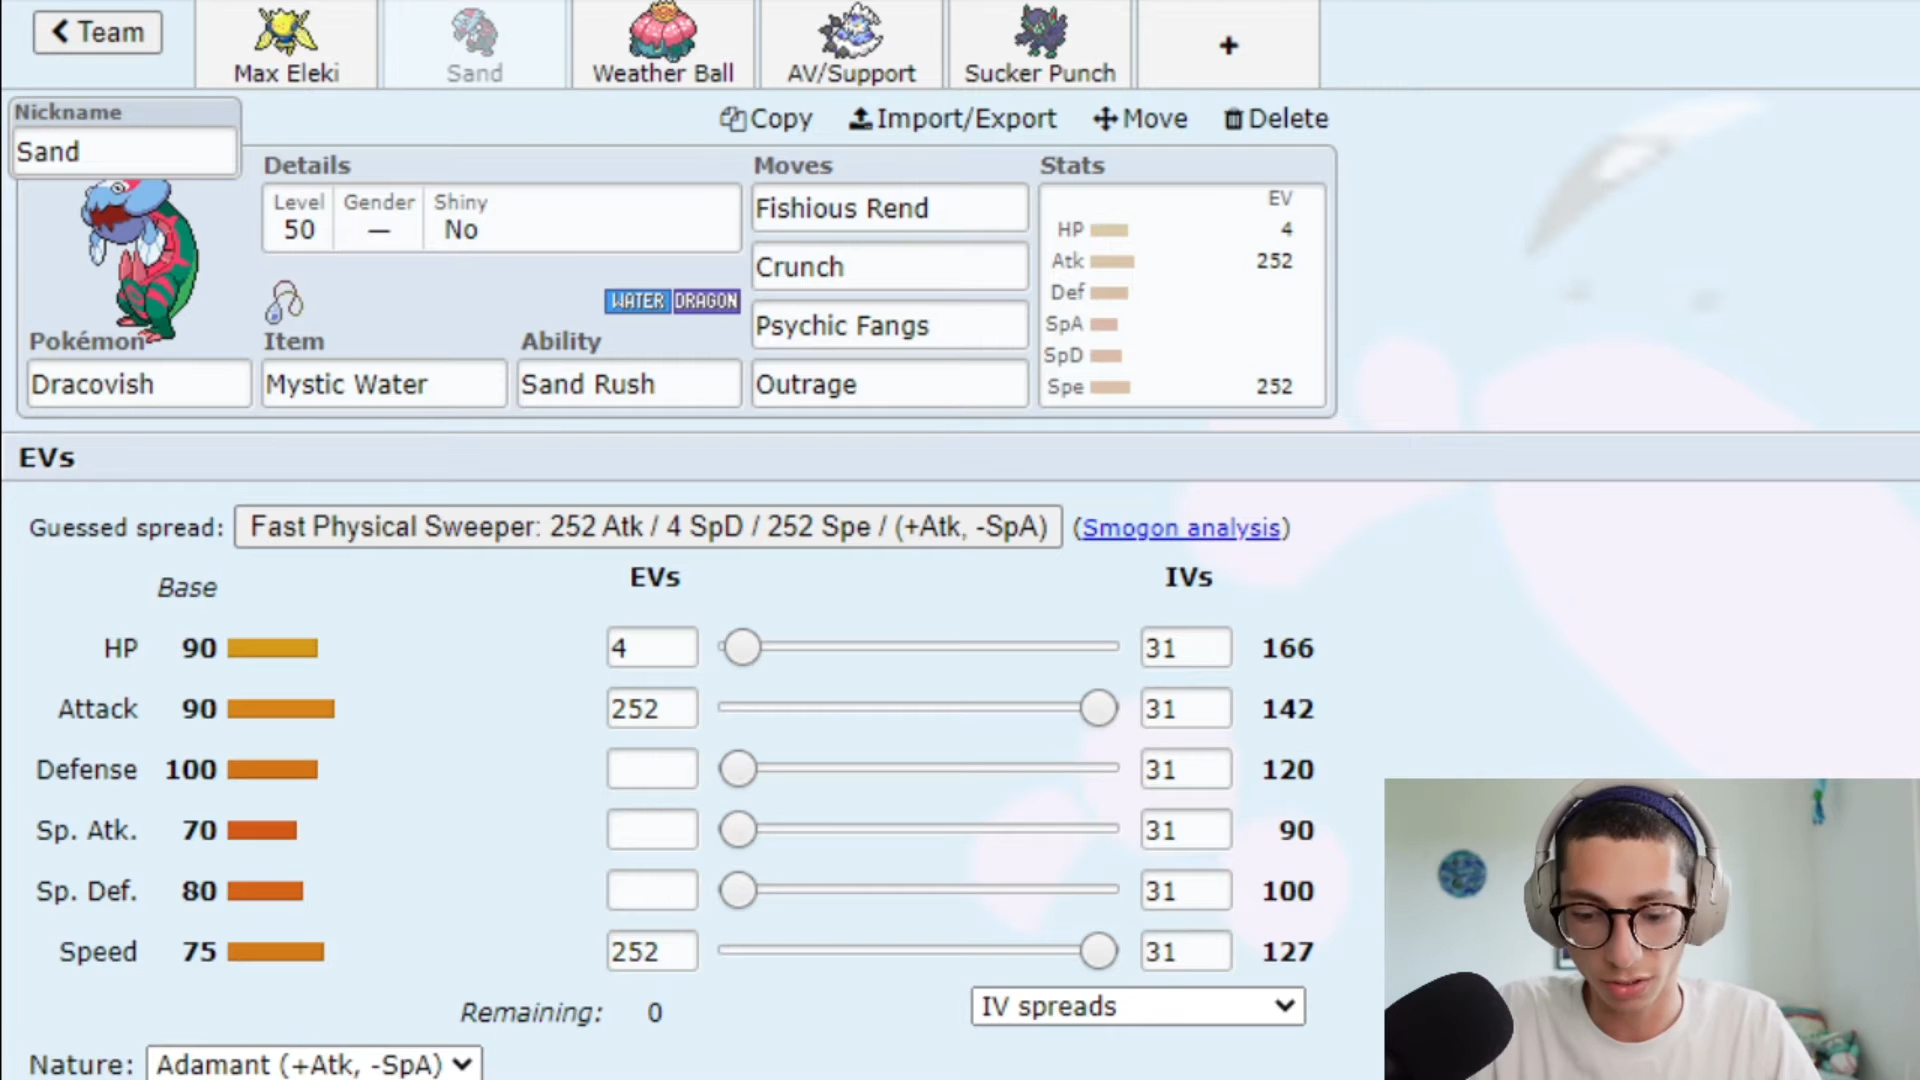 Team
Max Eleki
Sand
Weather Ball
AV/Support
Sucker Punch
+
Nickname
Sand
Copy
Import/Export
Move
Delete
Details
Moves
Stats
Level
Gender
Shiny
50
—
No
Fishious Rend
Crunch
Psychic Fangs
Outrage
EV
HP 4
Atk 252
Def
SpA
SpD
Spe 252
WATER DRAGON
Pokémon
Item
Ability
Dracovish
Mystic Water
Sand Rush
EVs
Guessed spread: Fast Physical Sweeper: 252 Atk / 4 SpD / 252 Spe / (+Atk, -SpA) (Smogon analysis)
Base EVs IVs
HP 90 4 31 166
Attack 90 252 31 142
Defense 100 31 120
Sp. Atk. 70 31 90
Sp. Def. 80 31 100
Speed 75 252 31 127
Remaining: 0
IV spreads
Nature: Adamant (+Atk, -SpA)